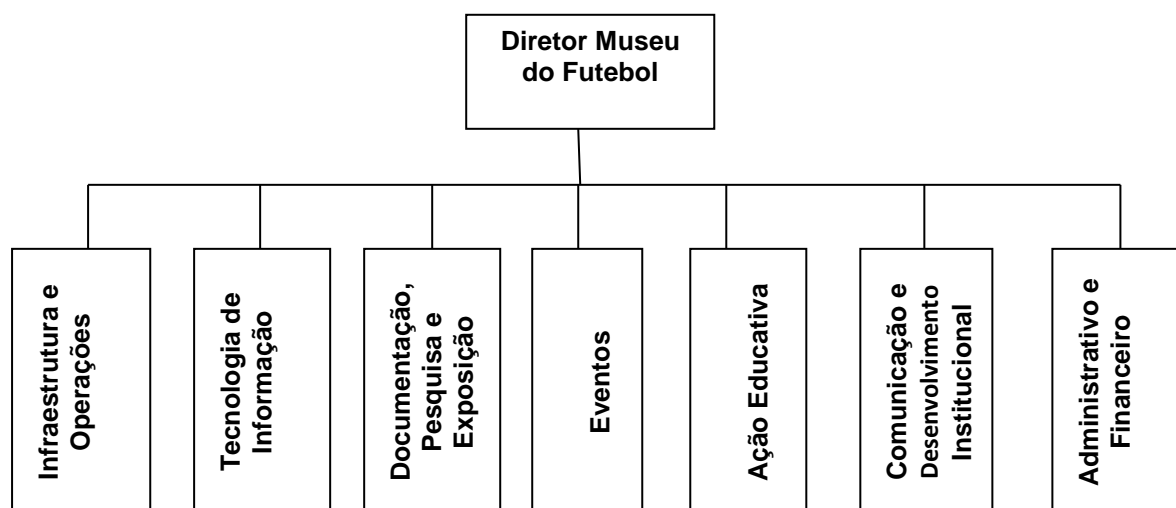 Diretor Museu
do Futebol
Infraestrutura e
Operações
Tecnologia de
Informação
Documentação,
Pesquisa e
Exposição
Eventos
Ação Educativa
Comunicação e
Desenvolvimento
Institucional
Administrativo e
Financeiro